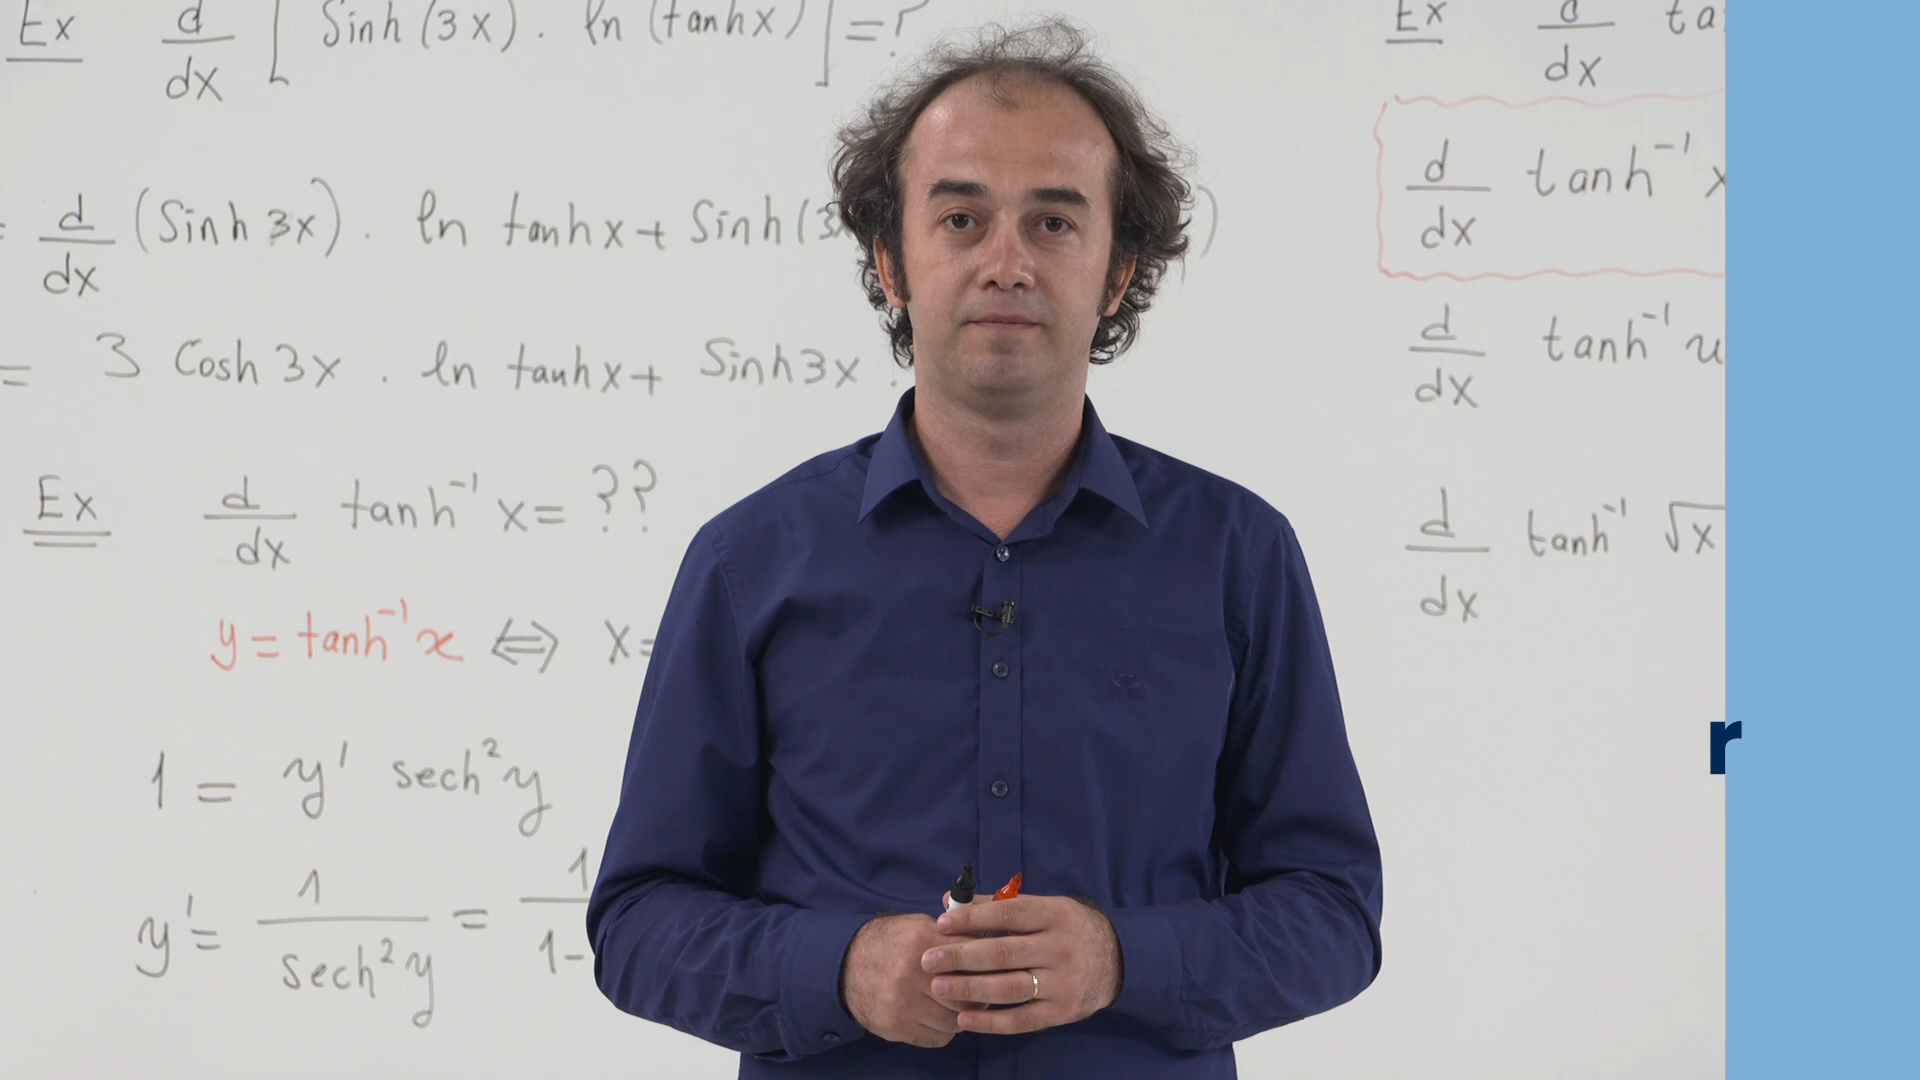 Ex d/dx [ Sinh (3x) . ln (tanhx) ] = ?
= d/dx (Sinh 3x) . ln tanhx + Sinh (3x )
= 3 Cosh 3x . ln tanhx + Sinh3x .
Ex d/dx tanh⁻¹ x = ??
y = tanh⁻¹ x ⇔ x =
1 = y' sech²y
y' = 1/sech²y = 1/1-
Ex d/dx ta
d/dx tanh⁻¹ x
d/dx tanh⁻¹ u
d/dx tanh⁻¹ √x
r